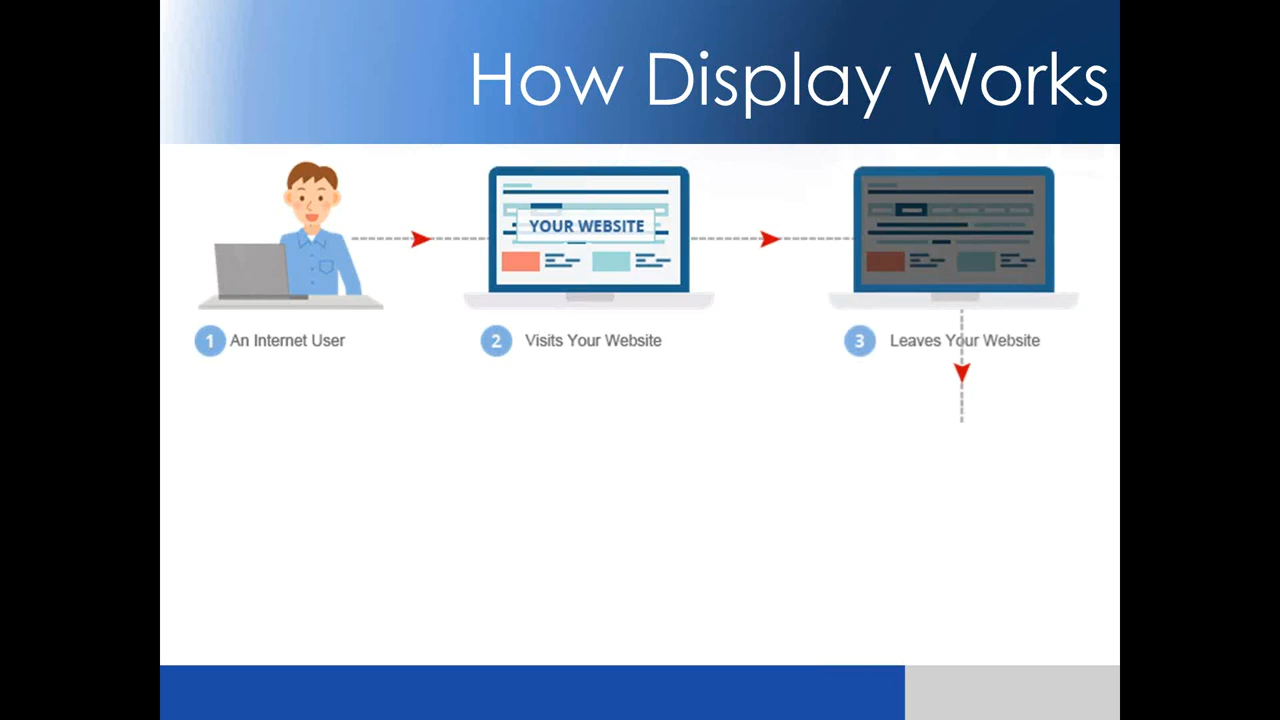 How Display Works
YOUR WEBSITE
1 An Internet User
2 Visits Your Website
3 Leaves Your Website